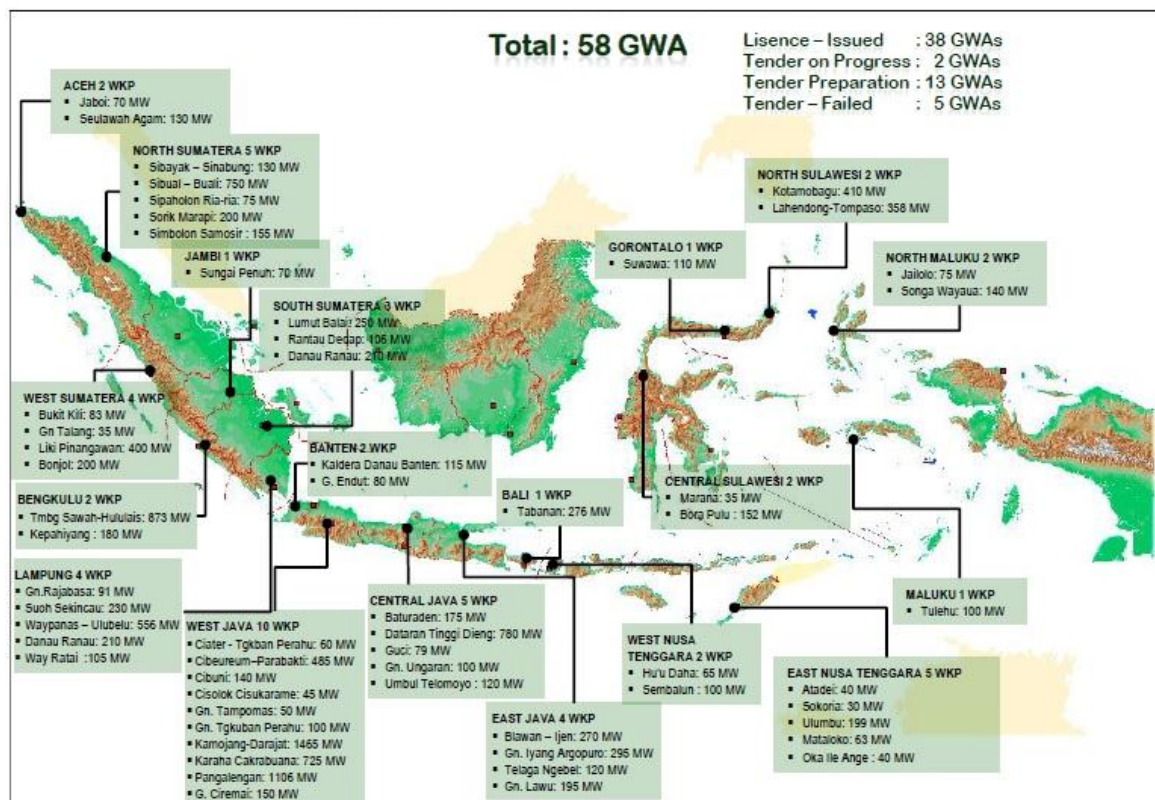 Total : 58 GWA
Lisence – Issued : 38 GWAs
Tender on Progress : 2 GWAs
Tender Preparation : 13 GWAs
Tender – Failed : 5 GWAs
ACEH 2 WKP
▪ Jaboi: 70 MW
▪ Seulawah Agam: 130 MW
NORTH SUMATERA 5 WKP
▪ Sibayak – Sinabung: 130 MW
▪ Sibual – Buali: 750 MW
▪ Sipaholon Ria-ria: 75 MW
▪ Sorik Marapi: 200 MW
▪ Simbolon Samosir : 155 MW
JAMBI 1 WKP
▪ Sungai Penuh: 70 MW
SOUTH SUMATERA 3 WKP
▪ Lumut Balai: 250 MW
▪ Rantau Dedap: 106 MW
▪ Danau Ranau: 210 MW
WEST SUMATERA 4 WKP
▪ Bukit Kili: 83 MW
▪ Gn Talang: 35 MW
▪ Liki Pinangawan: 400 MW
▪ Bonjol: 200 MW
BENGKULU 2 WKP
▪ Tmbg Sawah-Hululais: 873 MW
▪ Kepahiyang : 180 MW
LAMPUNG 4 WKP
▪ Gn.Rajabasa: 91 MW
▪ Suoh Sekincau: 230 MW
▪ Waypanas – Ulubelu: 556 MW
▪ Danau Ranau: 210 MW
▪ Way Ratai :105 MW
BANTEN 2 WKP
▪ Kaldera Danau Banten: 115 MW
▪ G. Endut: 80 MW
WEST JAVA 10 WKP
▪ Ciater - Tgkban Perahu: 60 MW
▪ Cibeureum–Parabakti: 485 MW
▪ Cibuni: 140 MW
▪ Cisolok Cisukarame: 45 MW
▪ Gn. Tampomas: 50 MW
▪ Gn. Tgkuban Perahu: 100 MW
▪ Kamojang-Darajat: 1465 MW
▪ Karaha Cakrabuana: 725 MW
▪ Pangalengan: 1106 MW
▪ G. Ciremai: 150 MW
CENTRAL JAVA 5 WKP
▪ Baturaden: 175 MW
▪ Dataran Tinggi Dieng: 780 MW
▪ Guci: 79 MW
▪ Gn. Ungaran: 100 MW
▪ Umbul Telomoyo: 120 MW
EAST JAVA 4 WKP
▪ Blawan – Ijen: 270 MW
▪ Gn. Iyang Argopuro: 295 MW
▪ Telaga Ngebel: 120 MW
▪ Gn. Lawu: 195 MW
BALI 1 WKP
▪ Tabanan: 276 MW
WEST NUSA
TENGGARA 2 WKP
▪ Hu'u Daha: 65 MW
▪ Sembalun : 100 MW
EAST NUSA TENGGARA 5 WKP
▪ Atadei: 40 MW
▪ Sokoria: 30 MW
▪ Ulumbu: 199 MW
▪ Mataloko: 63 MW
▪ Oka Ile Ange : 40 MW
NORTH SULAWESI 2 WKP
▪ Kotamobagu: 410 MW
▪ Lahendong-Tompaso: 358 MW
GORONTALO 1 WKP
▪ Suwawa: 110 MW
NORTH MALUKU 2 WKP
▪ Jailolo: 75 MW
▪ Songa Wayaua: 140 MW
CENTRAL SULAWESI 2 WKP
▪ Marana: 35 MW
▪ Bora Pulu : 152 MW
MALUKU 1 WKP
▪ Tulehu: 100 MW